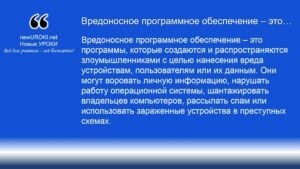 newUROKI.net
Новые УРОКИ
Всё для учителя – всё бесплатно!
Вредоносное программное обеспечение – это…
Вредоносное программное обеспечение – это
программы, которые создаются и распространяются
злоумышленниками с целью нанесения вреда
устройствам, пользователям или их данным. Они
могут воровать личную информацию, нарушать
работу операционной системы, шантажировать
владельцев компьютеров, рассылать спам или
использовать зараженные устройства в преступных
схемах.